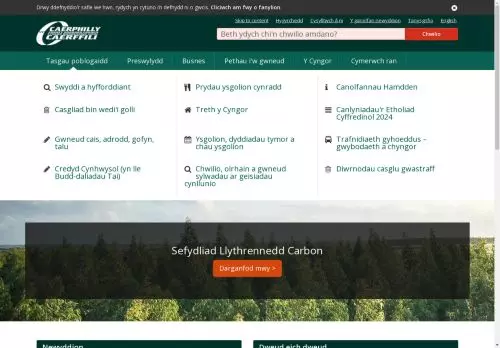 Drwy ddefnyddio'r safle we hwn, rydych yn cytuno i'n defnydd ni o gwcis. Cliciwch am fwy o fanylion
Skip to content Hysbysfwrdd Cysylltwch â ni Y ganolfan newyddion Tanysgrifio English
CAERPHILLY
CAERFFILI
Beth ydych chi'n chwilio amdano? Chwilio
Tasgau poblogaidd Preswylydd Busnes Pethau i'w gwneud Y Cyngor Cymerwch ran
Swyddi a hyfforddiant
Prydau ysgolion cynradd
Canolfannau Hamdden
Casgliad bin wedi'i golli
Treth y Cyngor
Canlyniadau'r Etholiad
Cyffredinol 2024
Gwneud cais, adrodd, gofyn,
talu
Ysgolion, dyddiadau tymor a
chau ysgolion
Trafnidiaeth gyhoeddus –
gwybodaeth a chyngor
Credyd Cynhwysol (yn lle
Budd-daliadau Tai)
Chwilio, olrhain a gwneud
sylwadau ar geisiadau
cynllunio
Diwrnodau casglu gwastraff
Sefydliad Llythrennedd Carbon
Darganfod mwy >
Newyddion Dweud eich dweud